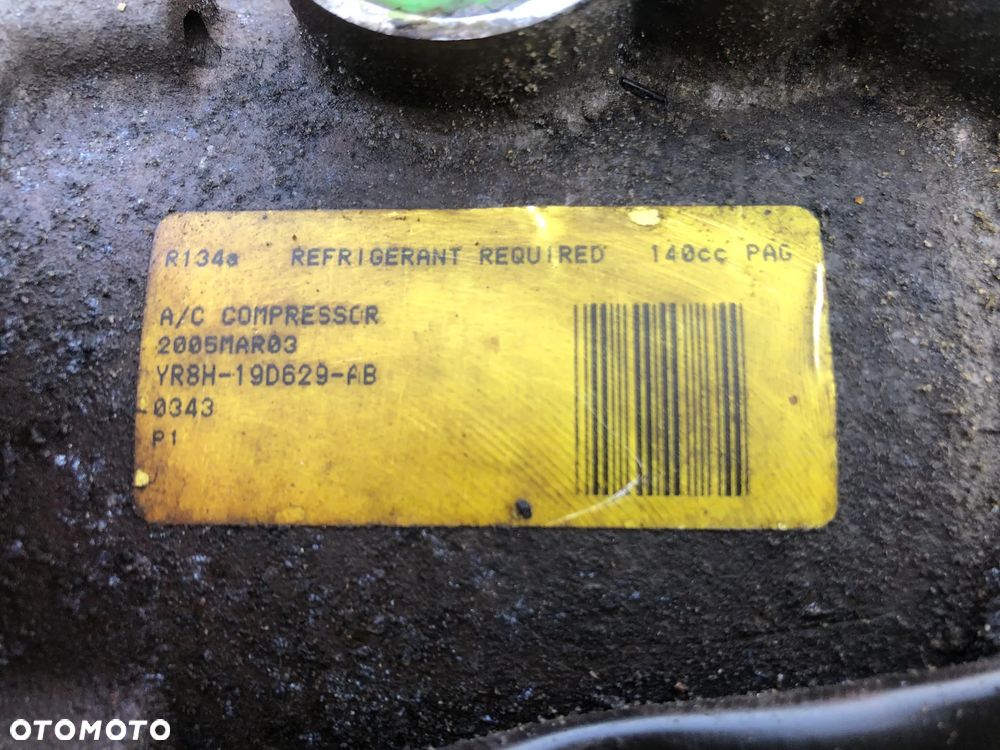 R134a REFRIGERANT REQUIRED 140cc PAG
A/C COMPRESSOR
2005MAR03
YR8H-19D629-AB
0343
P1
OTOMOTO